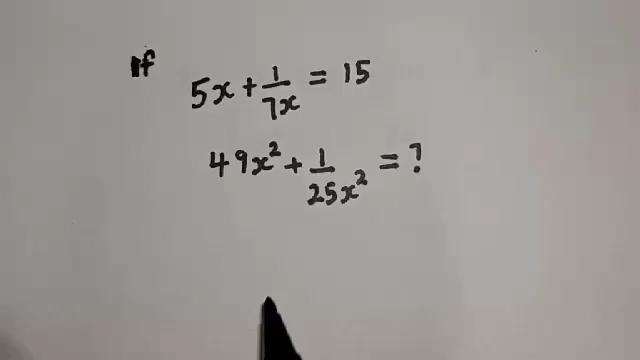 If
5x + 1/7x = 15
49x² + 1/25x² = ?